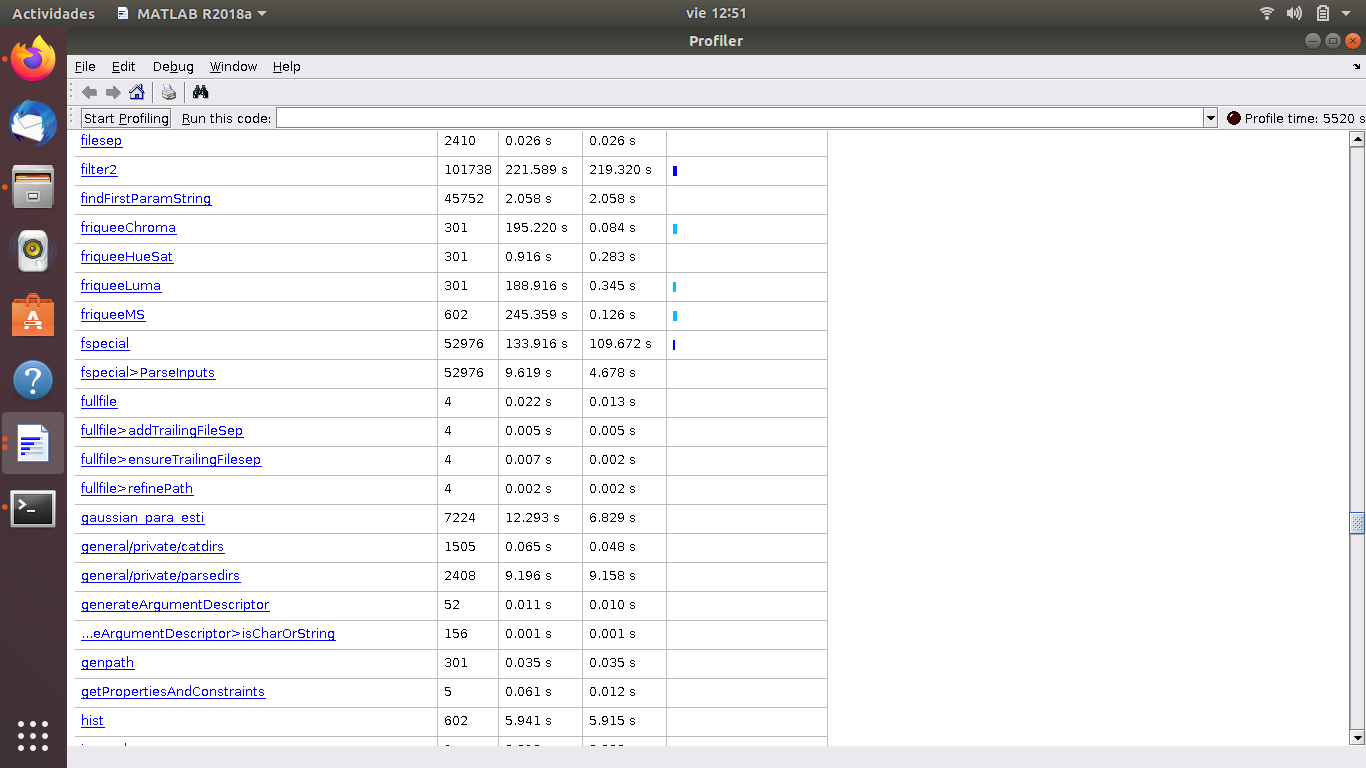 Actividades MATLAB R2018a vie 12:51
Profiler
File Edit Debug Window Help
Start Profiling Run this code: Profile time: 5520 s
filesep 2410 0.026 s 0.026 s
filter2 101738 221.589 s 219.320 s
findFirstParamString 45752 2.058 s 2.058 s
friqueeChroma 301 195.220 s 0.084 s
friqueeHueSat 301 0.916 s 0.283 s
friqueeLuma 301 188.916 s 0.345 s
friqueeMS 602 245.359 s 0.126 s
fspecial 52976 133.916 s 109.672 s
fspecial>ParseInputs 52976 9.619 s 4.678 s
fullfile 4 0.022 s 0.013 s
fullfile>addTrailingFileSep 4 0.005 s 0.005 s
fullfile>ensureTrailingFilesep 4 0.007 s 0.002 s
fullfile>refinePath 4 0.002 s 0.002 s
gaussian_para_esti 7224 12.293 s 6.829 s
general/private/catdirs 1505 0.065 s 0.048 s
general/private/parsedirs 2408 9.196 s 9.158 s
generateArgumentDescriptor 52 0.011 s 0.010 s
...eArgumentDescriptor>isCharOrString 156 0.001 s 0.001 s
genpath 301 0.035 s 0.035 s
getPropertiesAndConstraints 5 0.061 s 0.012 s
hist 602 5.941 s 5.915 s